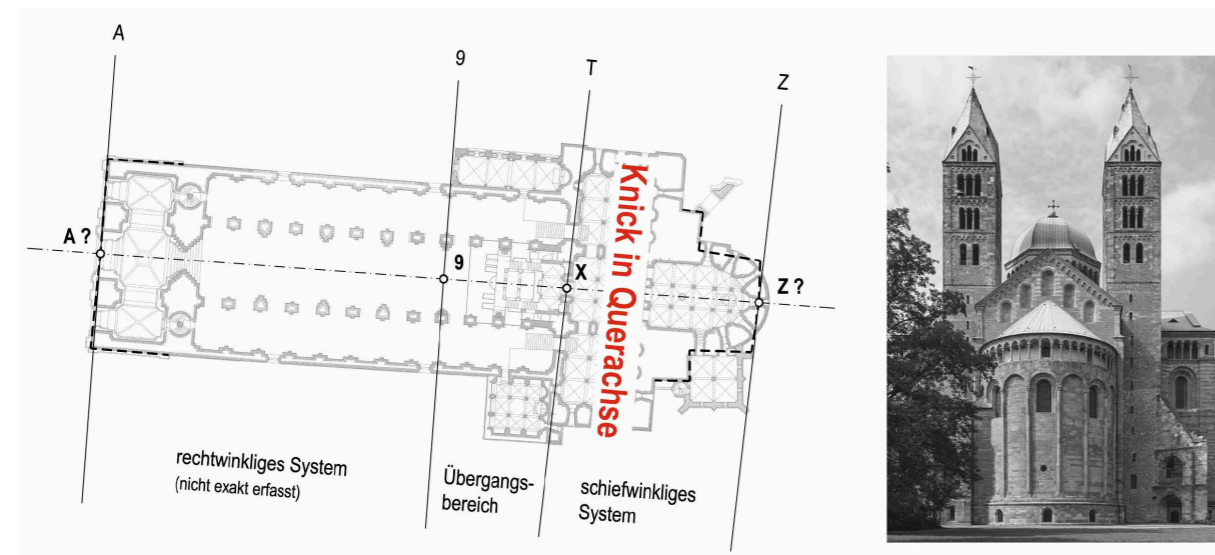 A
9
T
Z
A ?
9
X
Z ?
Knick in Querachse
rechtwinkliges System
(nicht exakt erfasst)
Übergangs-
bereich
schiefwinkliges
System